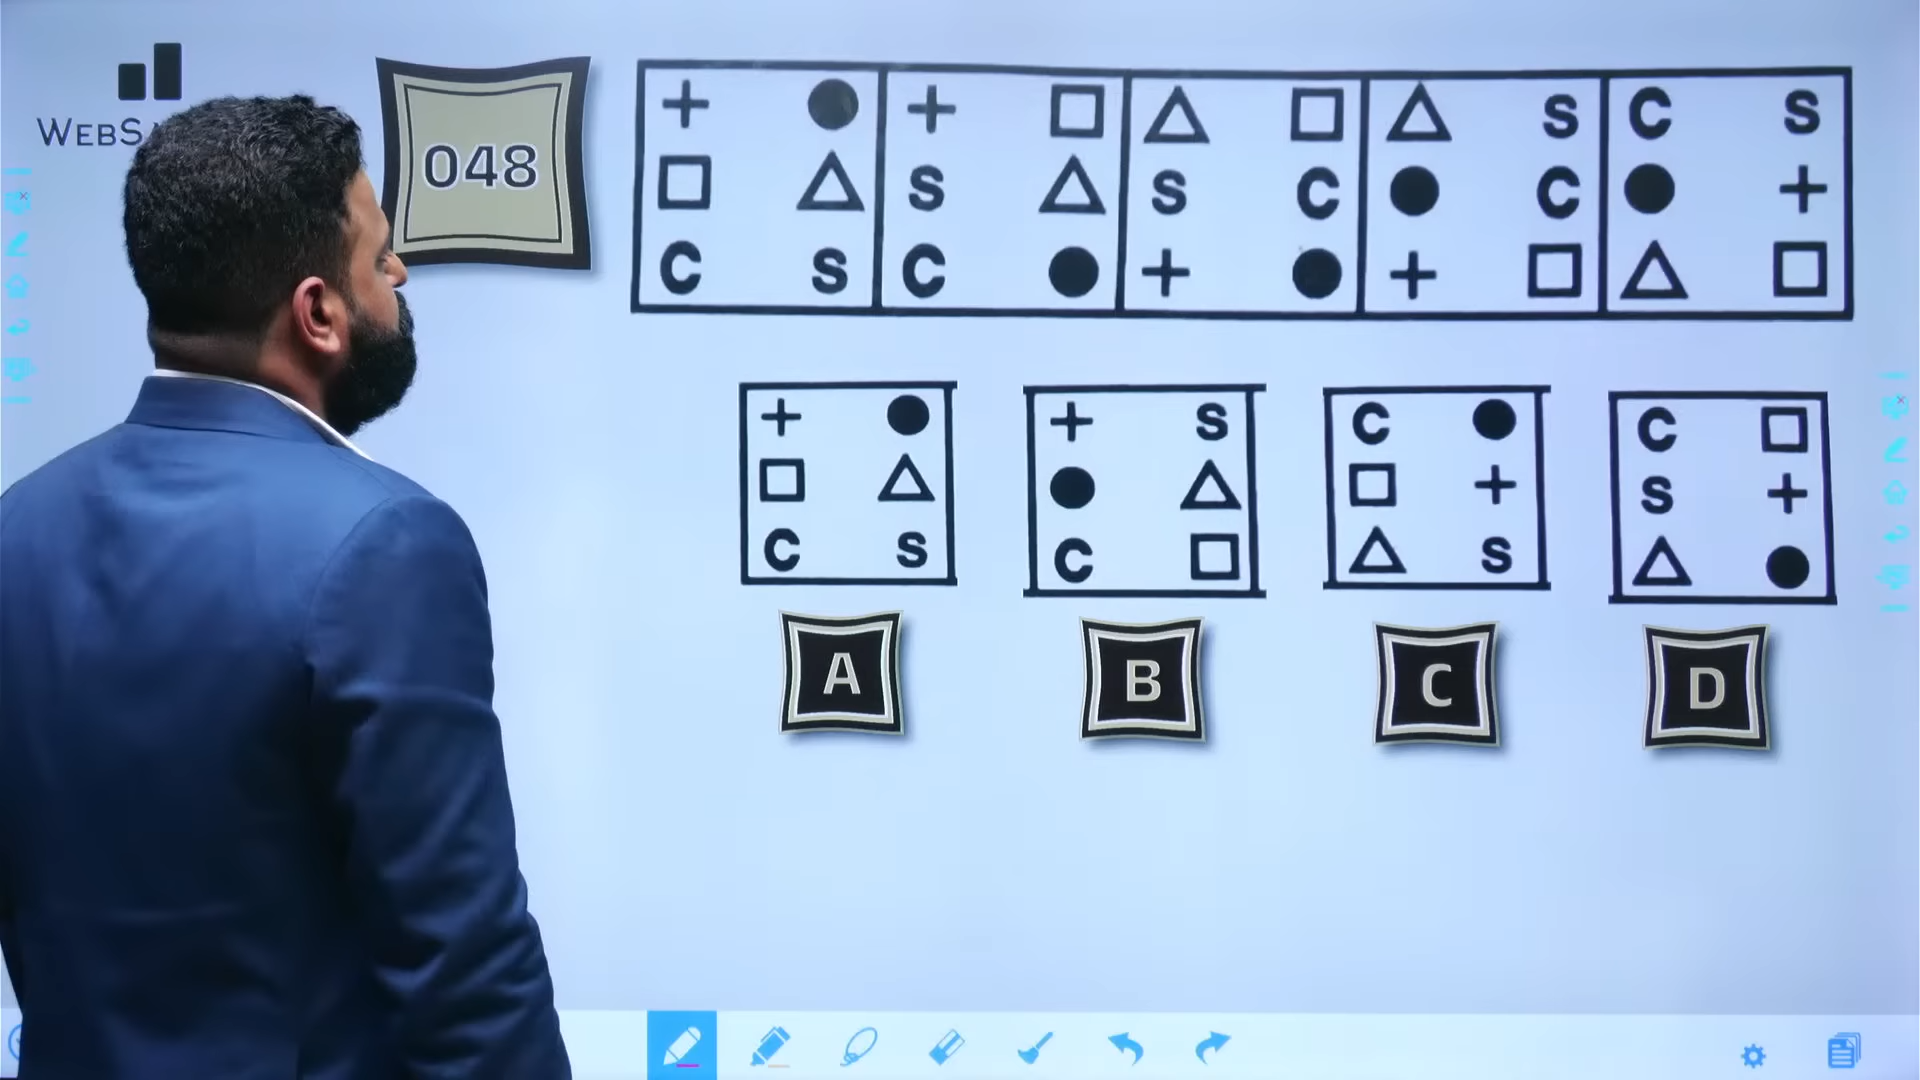 WEBS
048
+ + C S
S S C C +
C S C + +
+ + S C C
S +
C S C S
A B C D